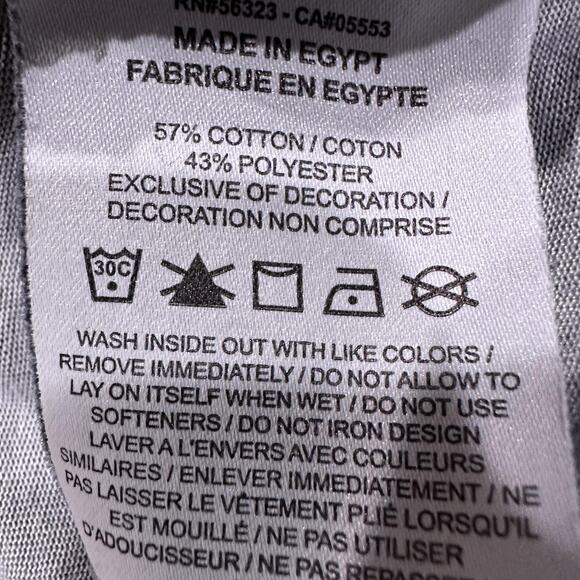 RN#56323 - CA#05553
MADE IN EGYPT
FABRIQUE EN EGYPTE
57% COTTON / COTON
43% POLYESTER
EXCLUSIVE OF DECORATION /
DECORATION NON COMPRISE
30C
WASH INSIDE OUT WITH LIKE COLORS /
REMOVE IMMEDIATELY / DO NOT ALLOW TO
LAY ON ITSELF WHEN WET / DO NOT USE
SOFTENERS / DO NOT IRON DESIGN
LAVER A L'ENVERS AVEC COULEURS
SIMILAIRES / ENLEVER IMMEDIATEMENT / NE
PAS LAISSER LE VÊTEMENT PLIÉ LORSQU'IL
EST MOUILLÉ / NE PAS UTILISER
D'ADOUCISSEUR / NE PAS REPASSER